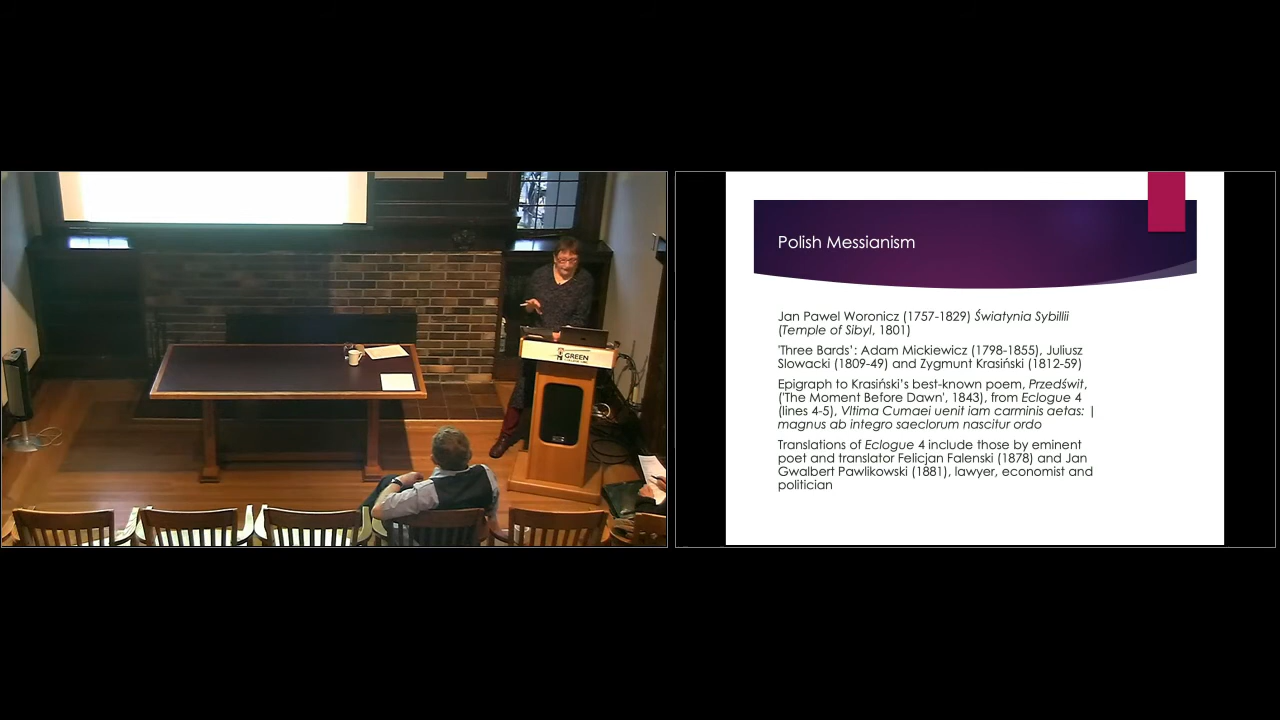 GREEN
Polish Messianism
Jan Pawel Woronicz (1757-1829) Światynia Sybillii
(Temple of Sibyl, 1801)
'Three Bards': Adam Mickiewicz (1798-1855), Juliusz
Slowacki (1809-49) and Zygmunt Krasiński (1812-59)
Epigraph to Krasiński's best-known poem, Przedświt,
('The Moment Before Dawn', 1843), from Eclogue 4
(lines 4-5), Vltima Cumaei uenit iam carminis aetas: |
magnus ab integro saeclorum nascitur ordo
Translations of Eclogue 4 include those by eminent
poet and translator Felicjan Falenski (1878) and Jan
Gwalbert Pawlikowski (1881), lawyer, economist and
politician